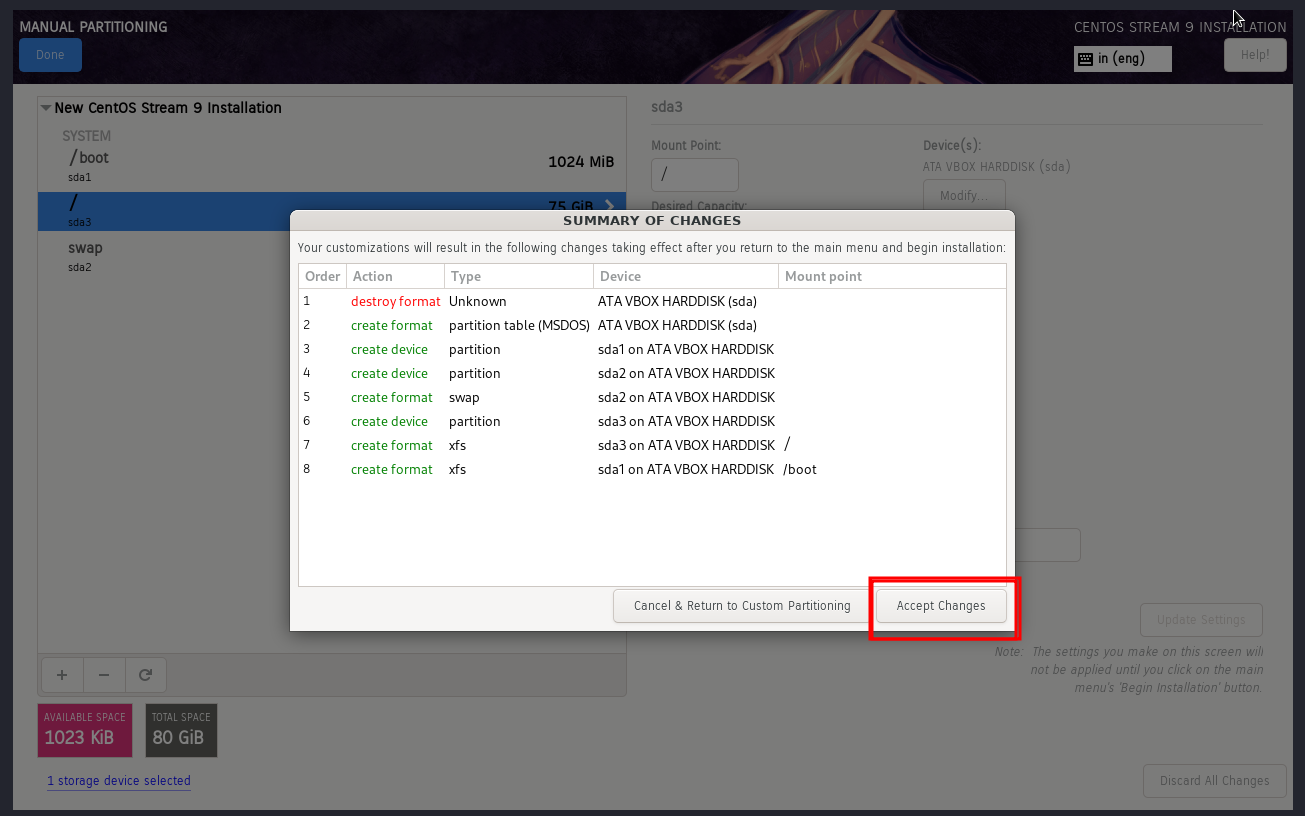 MANUAL PARTITIONING
CENTOS STREAM 9 INSTALLATION
Done
in (eng)
Help!
New CentOS Stream 9 Installation
SYSTEM
/boot
1024 MiB
sda1
/
75 GiB
sda3
swap
sda2
sda3
Mount Point:
Device(s):
/
ATA VBOX HARDDISK (sda)
Modify...
Desired Capacity:
SUMMARY OF CHANGES
Your customizations will result in the following changes taking effect after you return to the main menu and begin installation:
Order Action Type Device Mount point
1 destroy format Unknown ATA VBOX HARDDISK (sda)
2 create format partition table (MSDOS) ATA VBOX HARDDISK (sda)
3 create device partition sda1 on ATA VBOX HARDDISK
4 create device partition sda2 on ATA VBOX HARDDISK
5 create format swap sda2 on ATA VBOX HARDDISK
6 create device partition sda3 on ATA VBOX HARDDISK
7 create format xfs sda3 on ATA VBOX HARDDISK /
8 create format xfs sda1 on ATA VBOX HARDDISK /boot
Cancel & Return to Custom Partitioning
Accept Changes
Update Settings
Note: The settings you make on this screen will
not be applied until you click on the main
menu's 'Begin Installation' button.
AVAILABLE SPACE
1023 KiB
TOTAL SPACE
80 GiB
1 storage device selected
Discard All Changes